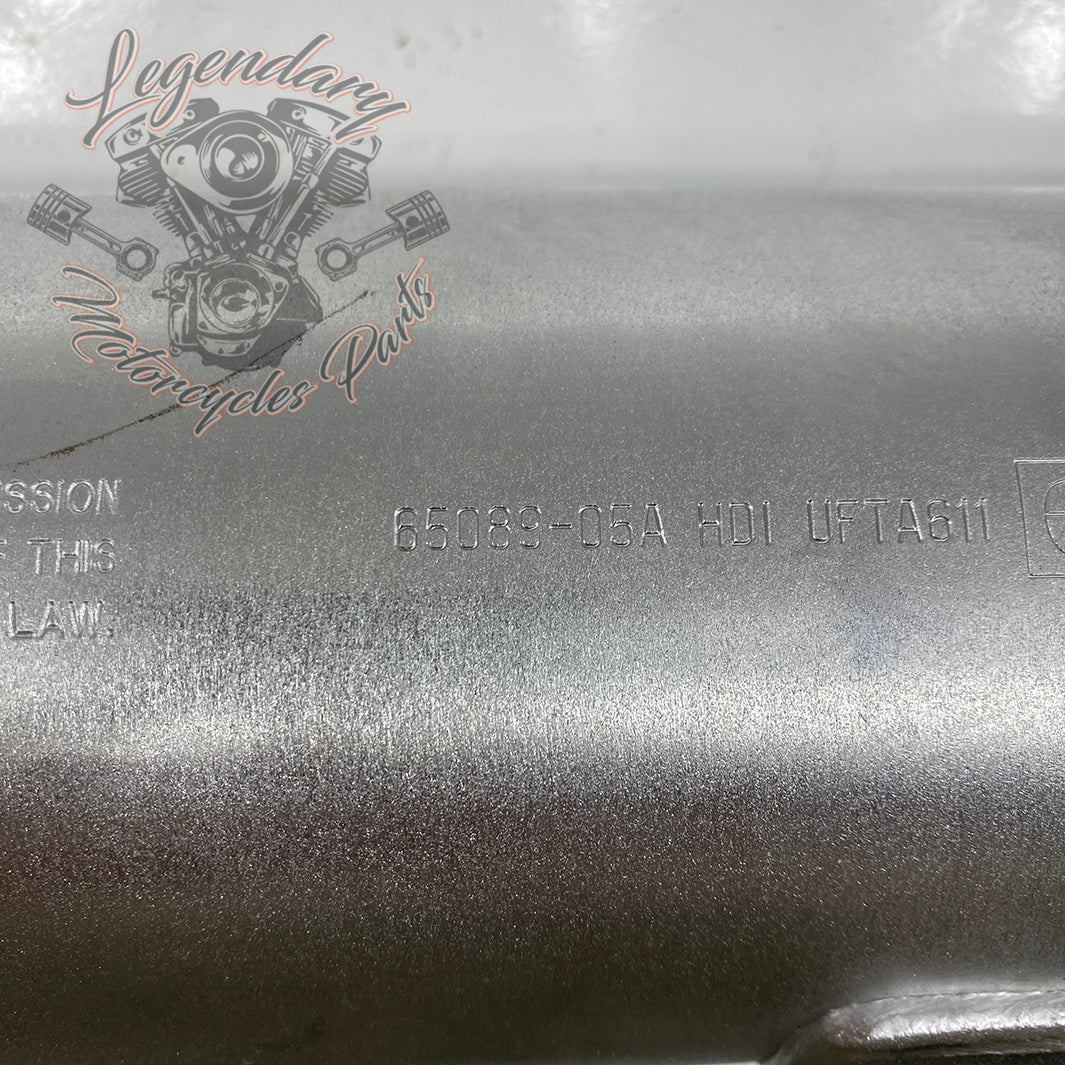 Legendary
Motorcycles Parts
SSION
THIS
LAW.
65089-05A HDI UFTA611